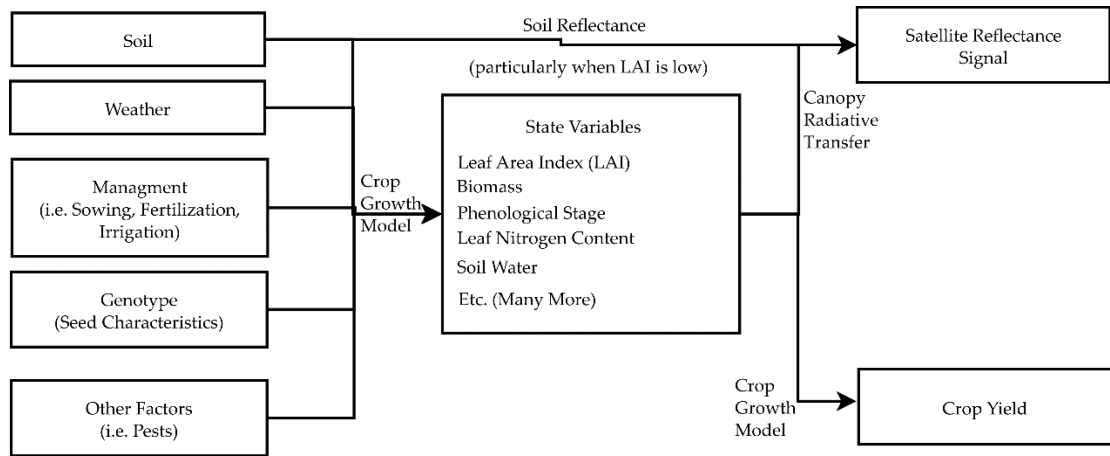 Soil
Weather
Managment
(i.e. Sowing, Fertilization,
Irrigation)
Genotype
(Seed Characteristics)
Other Factors
(i.e. Pests)
Crop
Growth
Model
Soil Reflectance
(particularly when LAI is low)
State Variables
Leaf Area Index (LAI)
Biomass
Phenological Stage
Leaf Nitrogen Content
Soil Water
Etc. (Many More)
Canopy
Radiative
Transfer
Satellite Reflectance
Signal
Crop
Growth
Model
Crop Yield